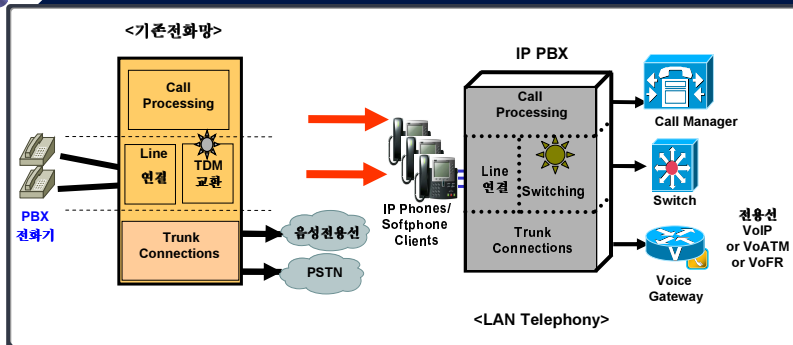 <기존전화망>
Call
Processing
Line
연결
TDM
교환
PBX
전화기
Trunk
Connections
음성전용선
PSTN
IP Phones/
Softphone
Clients
IP PBX
Call
Processing
Line
연결
Switching
Trunk
Connections
Call Manager
Switch
Voice
Gateway
전용선
VoIP
or VoATM
or VoFR
<LAN Telephony>